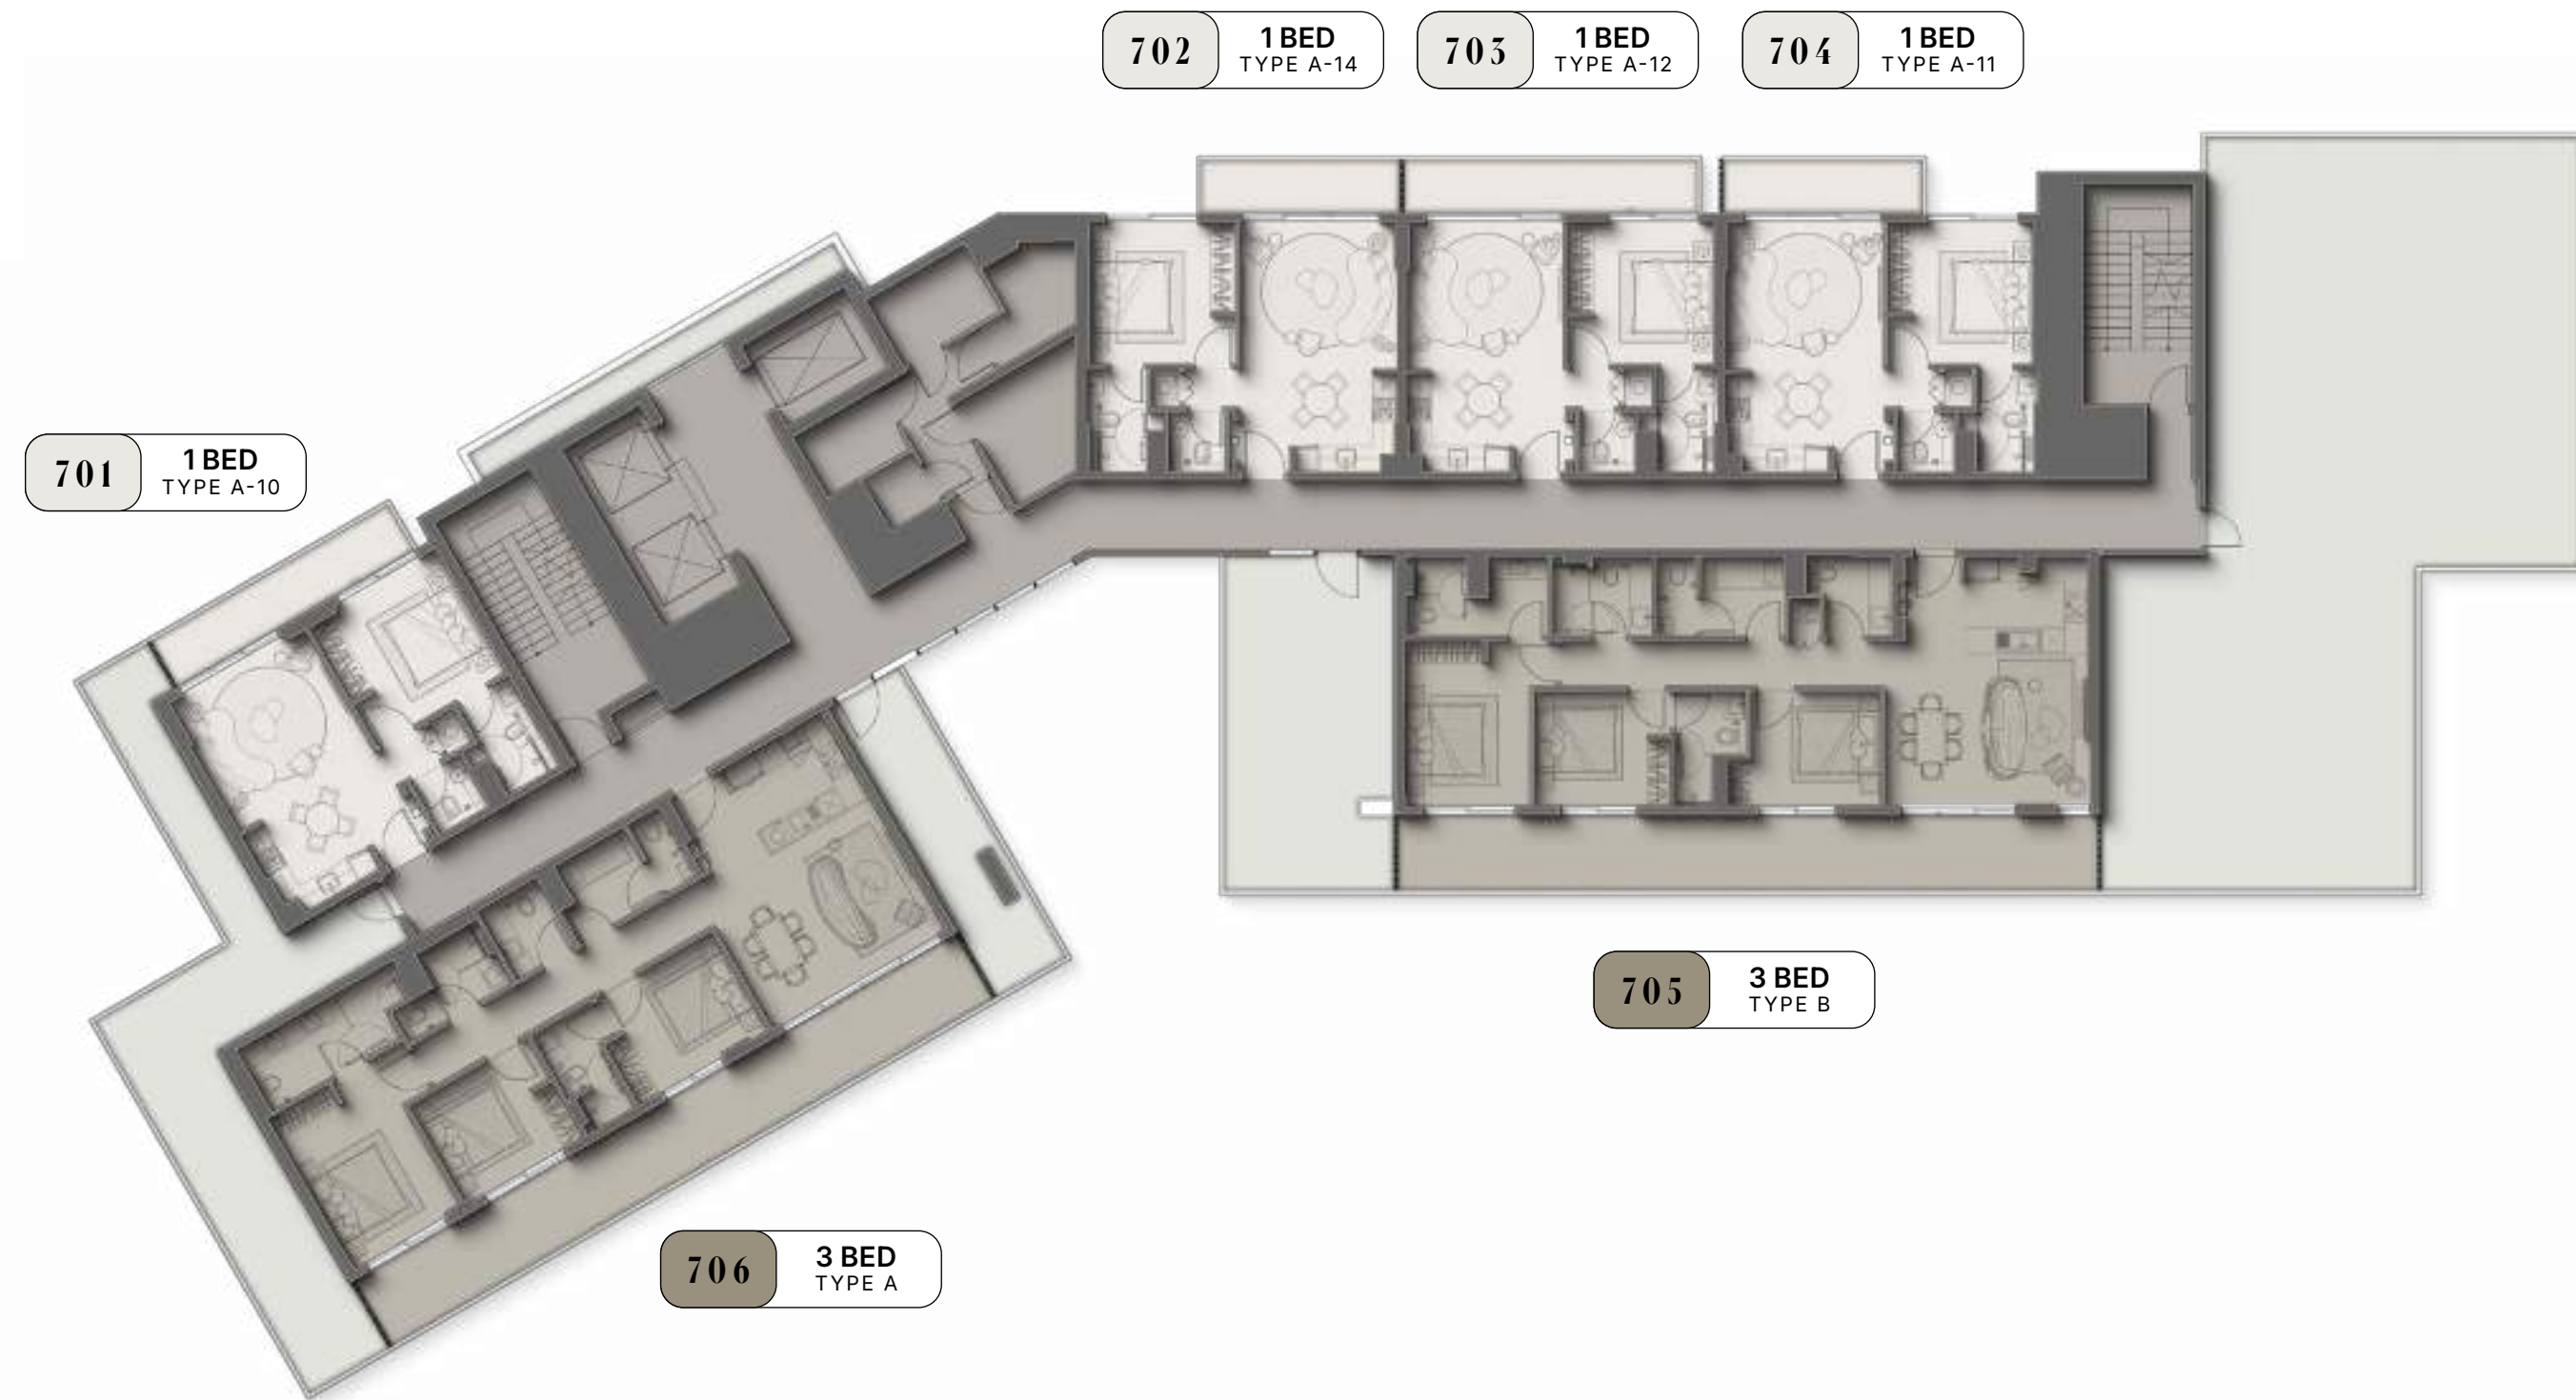 702
1 BED
TYPE A-14
703
1 BED
TYPE A-12
704
1 BED
TYPE A-11
701
1 BED
TYPE A-10
705
3 BED
TYPE B
706
3 BED
TYPE A